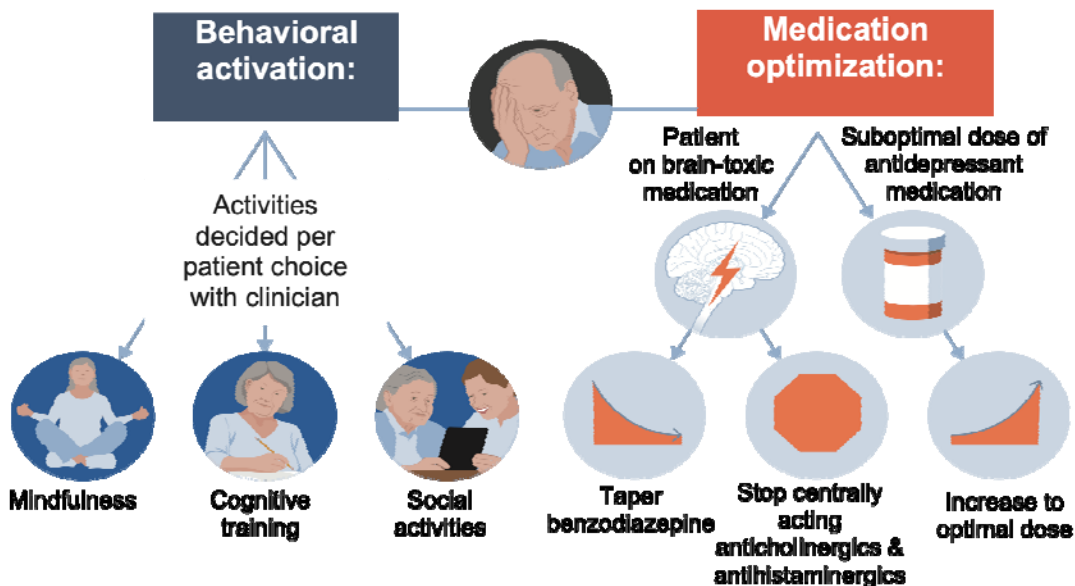 Behavioral
activation:
Medication
optimization:
Patient
on brain-toxic
medication
Suboptimal dose of
antidepressant
medication
Activities
decided per
patient choice
with clinician
Mindfulness
Cognitive
training
Social
activities
Taper
benzodiazepine
Stop centrally
acting
anticholinergics &
antihistaminergics
Increase to
optimal dose